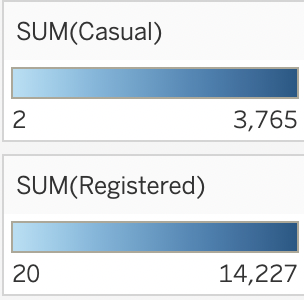 SUM(Casual)
2 3,765
SUM(Registered)
20 14,227